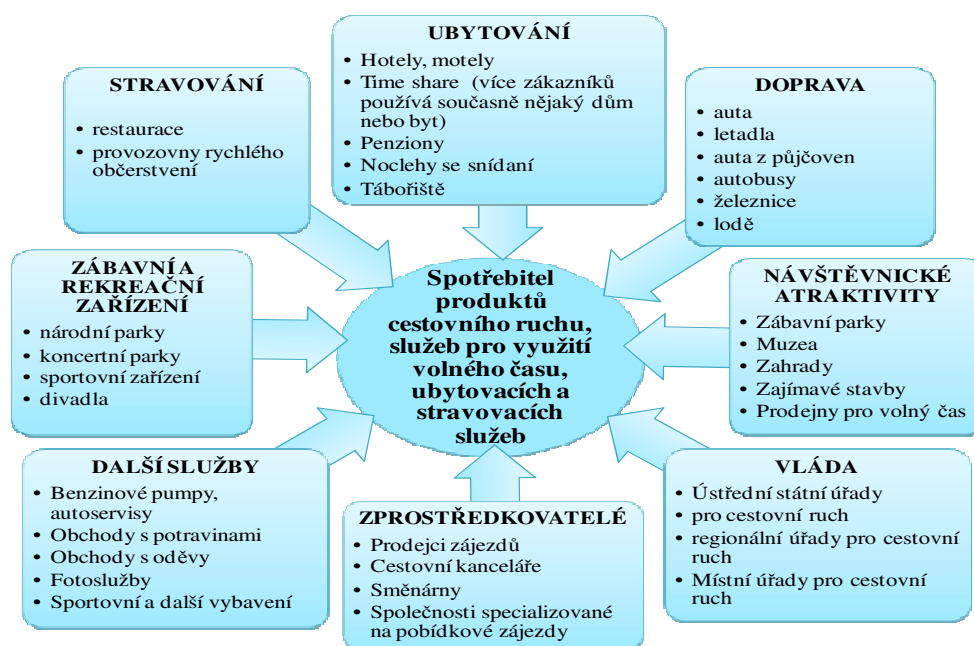 UBYTOVÁNÍ
• Hotely, motely
• Time share (více zákazníků
používá současně nějaký dům
nebo byt)
• Penziony
• Noclehy se snídaní
• Tábořiště
STRAVOVÁNÍ
• restaurace
• provozovny rychlého
občerstvení
DOPRAVA
• auta
• letadla
• auta z půjčoven
• autobusy
• železnice
• lodě
ZÁBAVNÍ A
REKREAČNÍ
ZAŘÍZENÍ
• národní parky
• koncertní parky
• sportovní zařízení
• divadla
Spotřebitel
produktů
cestovního ruchu,
služeb pro využití
volného času,
ubytovacích a
stravovacích
služeb
NÁVŠTĚVNICKÉ
ATRAKTIVITY
• Zábavní parky
• Muzea
• Zahrady
• Zajímavé stavby
• Prodejny pro volný čas
DALŠÍ SLUŽBY
• Benzinové pumpy,
autoservisy
• Obchody s potravinami
• Obchody s oděvy
• Fotoslužby
• Sportovní a další vybavení
ZPROSTŘEDKOVATELÉ
• Prodejci zájezdů
• Cestovní kanceláře
• Směnárny
• Společnosti specializované
na pobídkové zájezdy
VLÁDA
• Ústřední státní úřady
• pro cestovní ruch
• regionální úřady pro cestovní
ruch
• Místní úřady pro cestovní
ruch